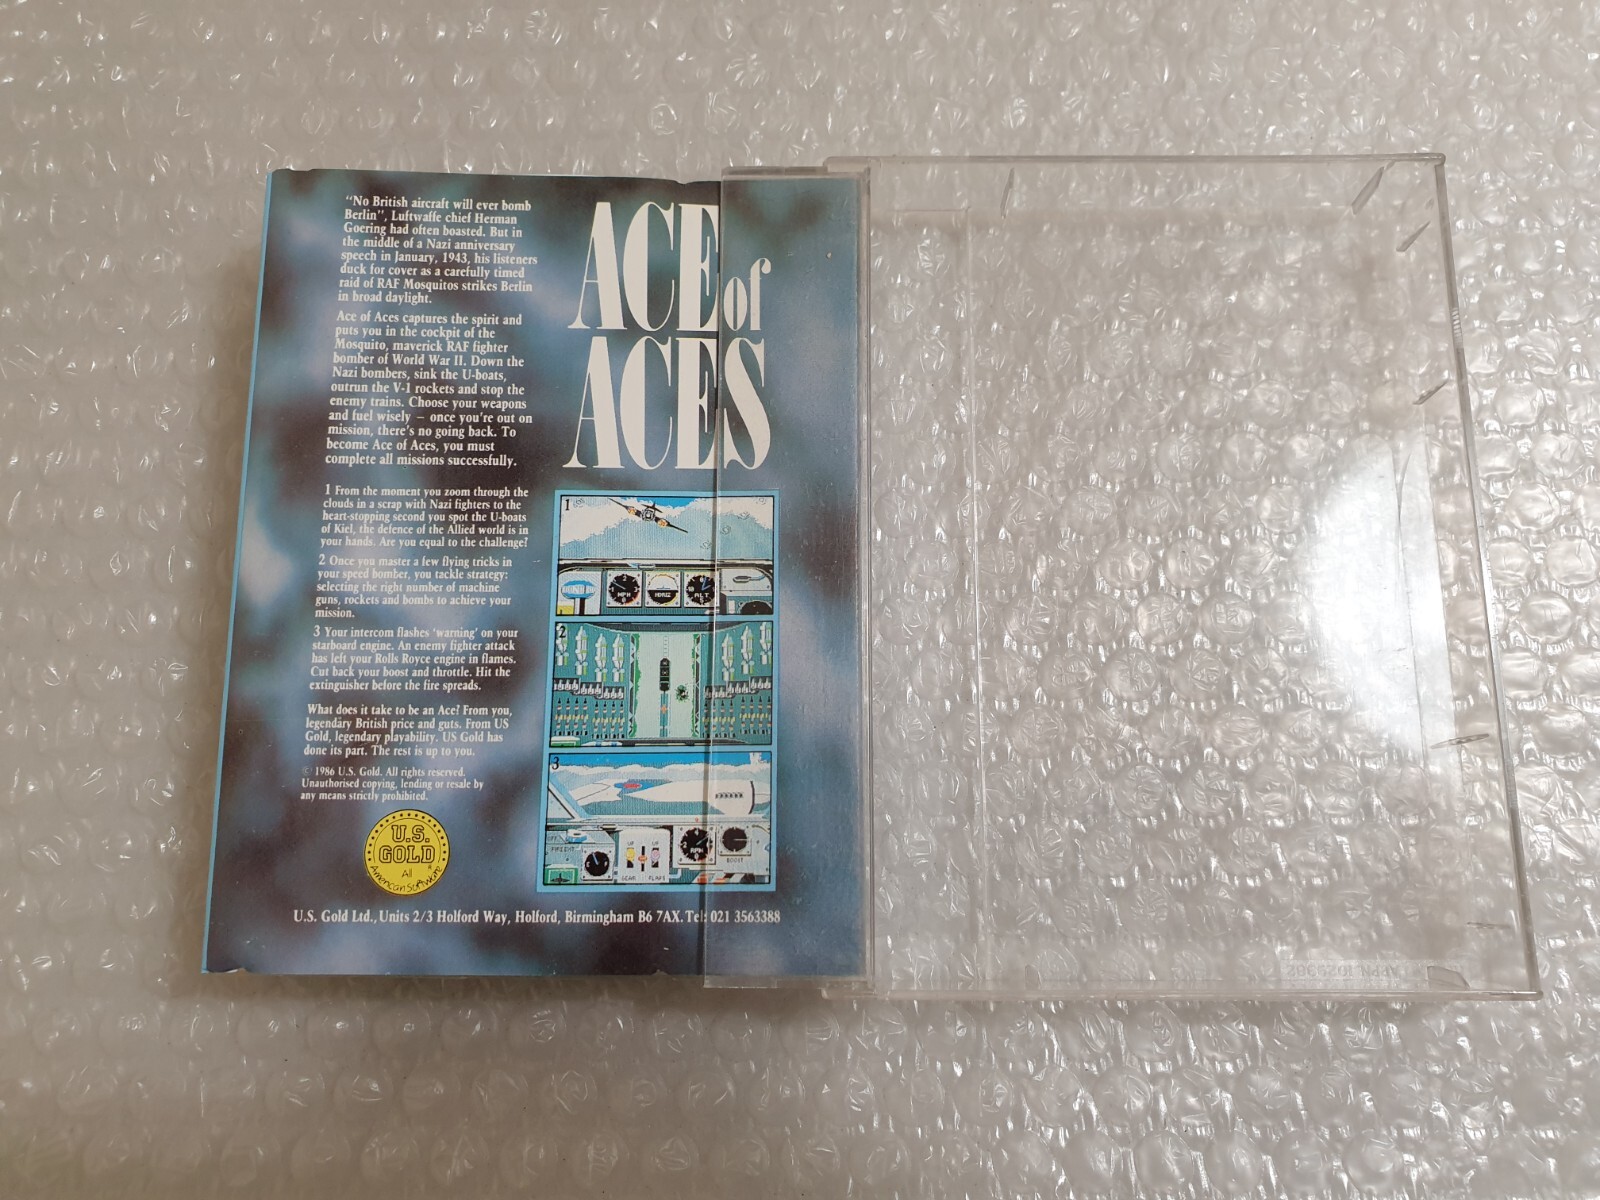 "No British aircraft will ever bomb
Berlin", Luftwaffe chief Herman
Goering had often boasted. But in
the middle of a Nazi anniversary
speech in January, 1943, his listeners
duck for cover as a carefully timed
raid of RAF Mosquitos strikes Berlin
in broad daylight.
Ace of Aces captures the spirit and
puts you in the cockpit of the
Mosquito, maverick RAF fighter
bomber of World War II. Down the
Nazi bombers, sink the U-boats,
outrun the V-1 rockets and stop the
enemy trains. Choose your weapons
and fuel wisely – once you're out on
mission, there's no going back. To
become Ace of Aces, you must
complete all missions successfully.
1 From the moment you zoom through the
clouds in a scrap with Nazi fighters to the
heart-stopping second you spot the U-boats
of Kiel, the defence of the Allied world is in
your hands. Are you equal to the challenge?
2 Once you master a few flying tricks in
your speed bomber, you tackle strategy:
selecting the right number of machine
guns, rockets and bombs to achieve your
mission.
3 Your intercom flashes 'warning' on your
starboard engine. An enemy fighter attack
has left your Rolls Royce engine in flames.
Cut back your boost and throttle. Hit the
extinguisher before the fire spreads.
What does it take to be an Ace? From you,
legendary British price and guts. From US
Gold, legendary playability. US Gold has
done its part. The rest is up to you.
© 1986 U.S. Gold. All rights reserved.
Unauthorised copying, lending or resale by
any means strictly prohibited.
U.S.
GOLD
All
American Software
ACE of
ACES
1
MPH
HORIZ
ALT
2
3
RPM
BOOST
UP
UP
GEAR
FLAPS
U.S. Gold Ltd., Units 2/3 Holford Way, Holford, Birmingham B6 7AX. Tel: 021 3563388
APPN. 1029382